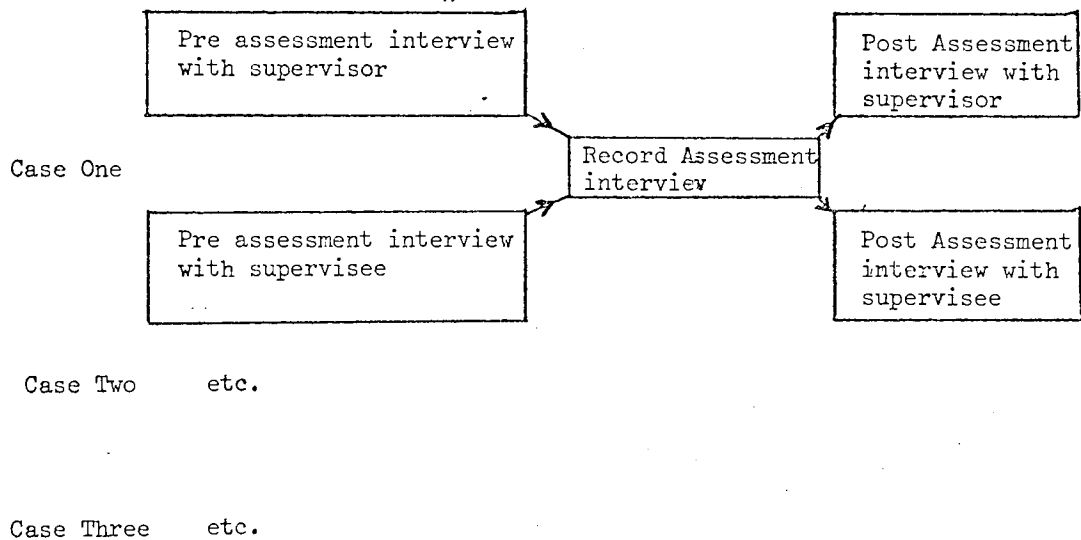 Pre assessment interview
with supervisor
Post Assessment
interview with
supervisor
Case One
Record Assessment
interview
Pre assessment interview
with supervisee
Post Assessment
interview with
supervisee
Case Two etc.
Case Three etc.